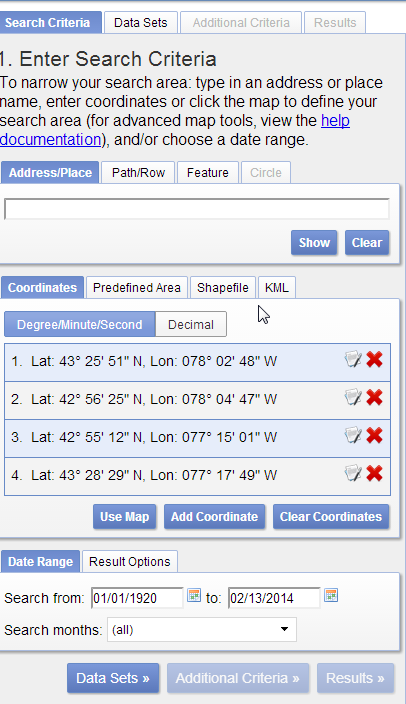 Search Criteria Data Sets Additional Criteria Results
1. Enter Search Criteria
To narrow your search area: type in an address or place
name, enter coordinates or click the map to define your
search area (for advanced map tools, view the help
documentation), and/or choose a date range.
Address/Place Path/Row Feature Circle
Show Clear
Coordinates Predefined Area Shapefile KML
Degree/Minute/Second Decimal
1. Lat: 43° 25' 51" N, Lon: 078° 02' 48" W
2. Lat: 42° 56' 25" N, Lon: 078° 04' 47" W
3. Lat: 42° 55' 12" N, Lon: 077° 15' 01" W
4. Lat: 43° 28' 29" N, Lon: 077° 17' 49" W
Use Map Add Coordinate Clear Coordinates
Date Range Result Options
Search from: 01/01/1920 to: 02/13/2014
Search months: (all)
Data Sets » Additional Criteria » Results »